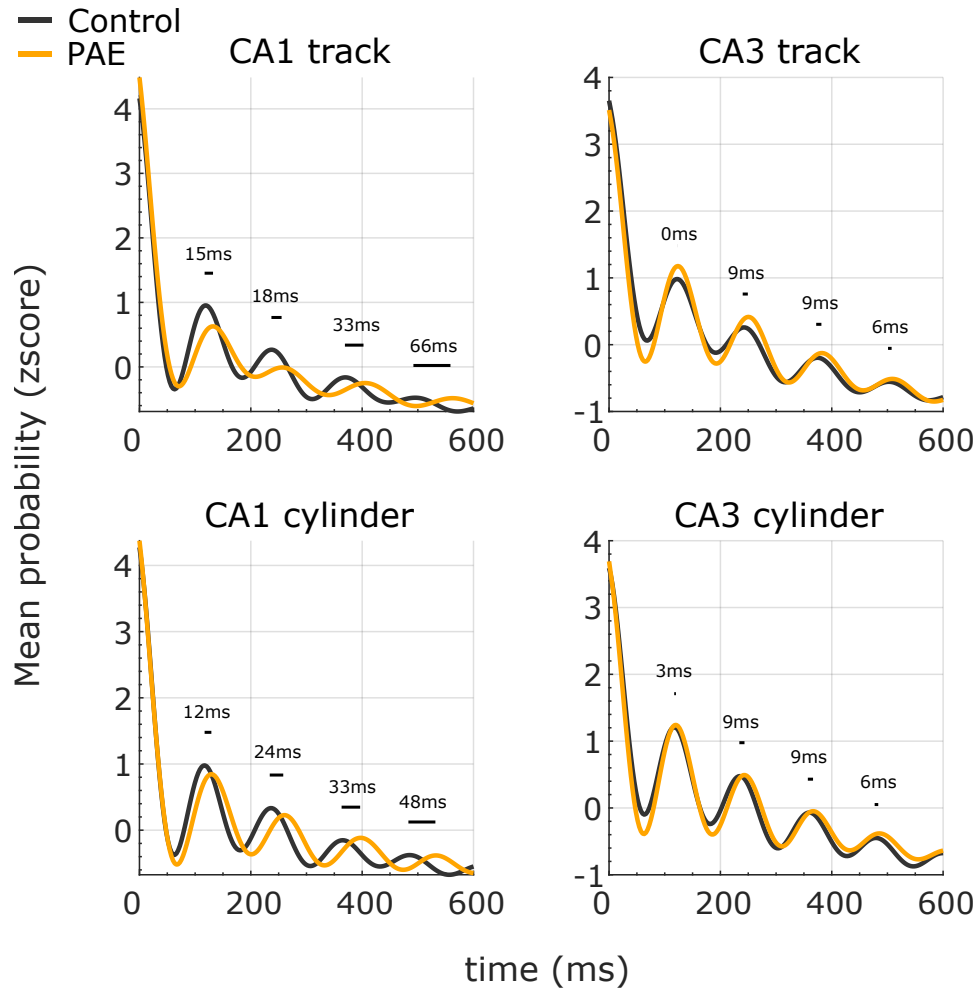 Control
PAE
CA1 track
4
3
2
1
0
15ms
18ms
33ms
66ms
0
200
400
600
CA3 track
4
3
2
1
0
-1
0ms
9ms
9ms
6ms
0
200
400
600
CA1 cylinder
4
3
2
1
0
12ms
24ms
33ms
48ms
0
200
400
600
CA3 cylinder
4
3
2
1
0
-1
3ms
9ms
9ms
6ms
0
200
400
600
Mean probability (zscore)
time (ms)